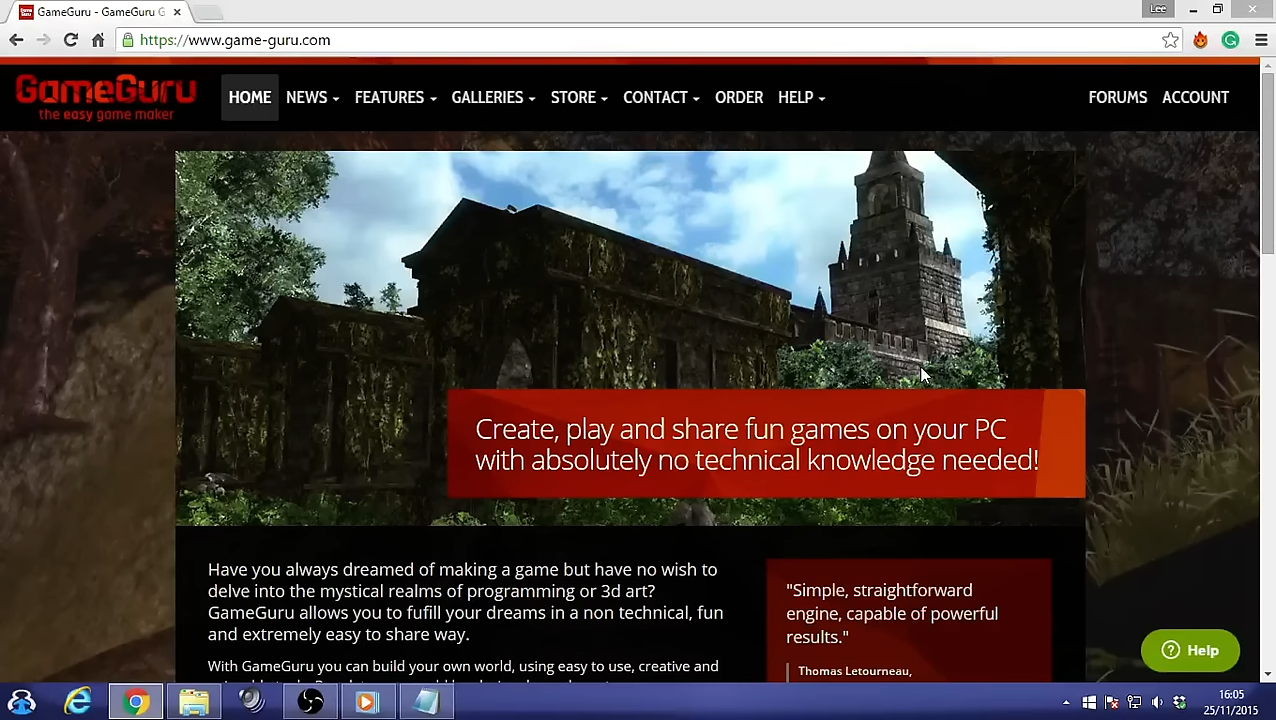 GameGuru - GameGuru G
Lee
https://www.game-guru.com
GameGuru
the easy game maker
HOME NEWS FEATURES GALLERIES STORE CONTACT ORDER HELP FORUMS ACCOUNT
Create, play and share fun games on your PC
with absolutely no technical knowledge needed!
Have you always dreamed of making a game but have no wish to
delve into the mystical realms of programming or 3d art?
GameGuru allows you to fufill your dreams in a non technical, fun
and extremely easy to share way.
With GameGuru you can build your own world, using easy to use, creative and
"Simple, straightforward
engine, capable of powerful
results."
Thomas Letourneau,
Help
16:05
25/11/2015